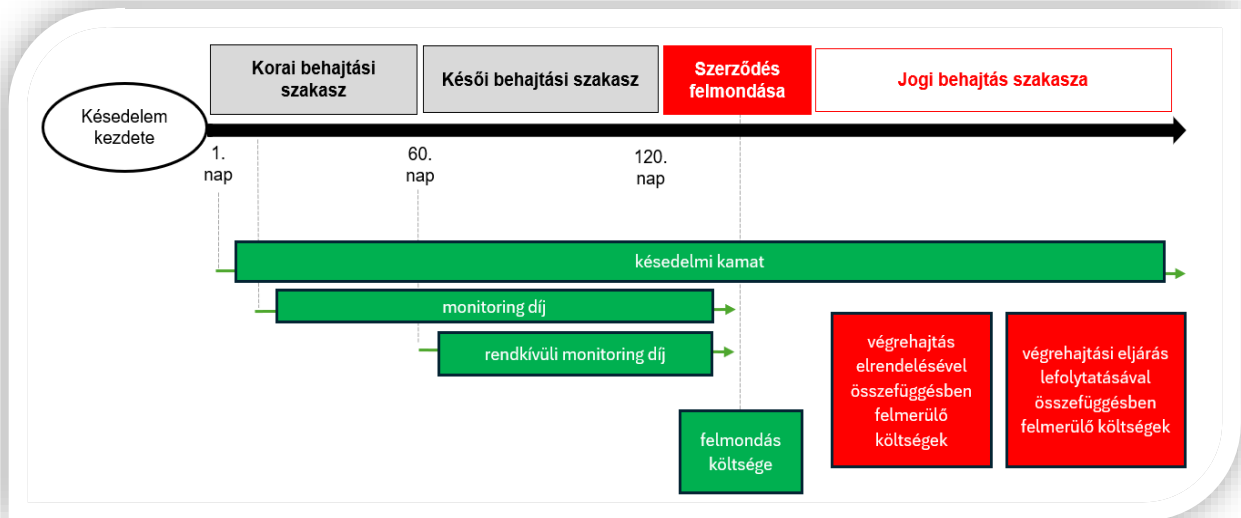 Korai behajtási
szakasz
Késői behajtási szakasz
Szerződés
felmondása
Jogi behajtás szakasza
Késedelem
kezdete
1.
nap
60.
nap
120.
nap
késedelmi kamat
monitoring díj
rendkívüli monitoring díj
felmondás
költsége
végrehajtás
elrendelésével
összefüggésben
felmerülő
költségek
végrehajtási eljárás
lefolytatásával
összefüggésben
felmerülő költségek